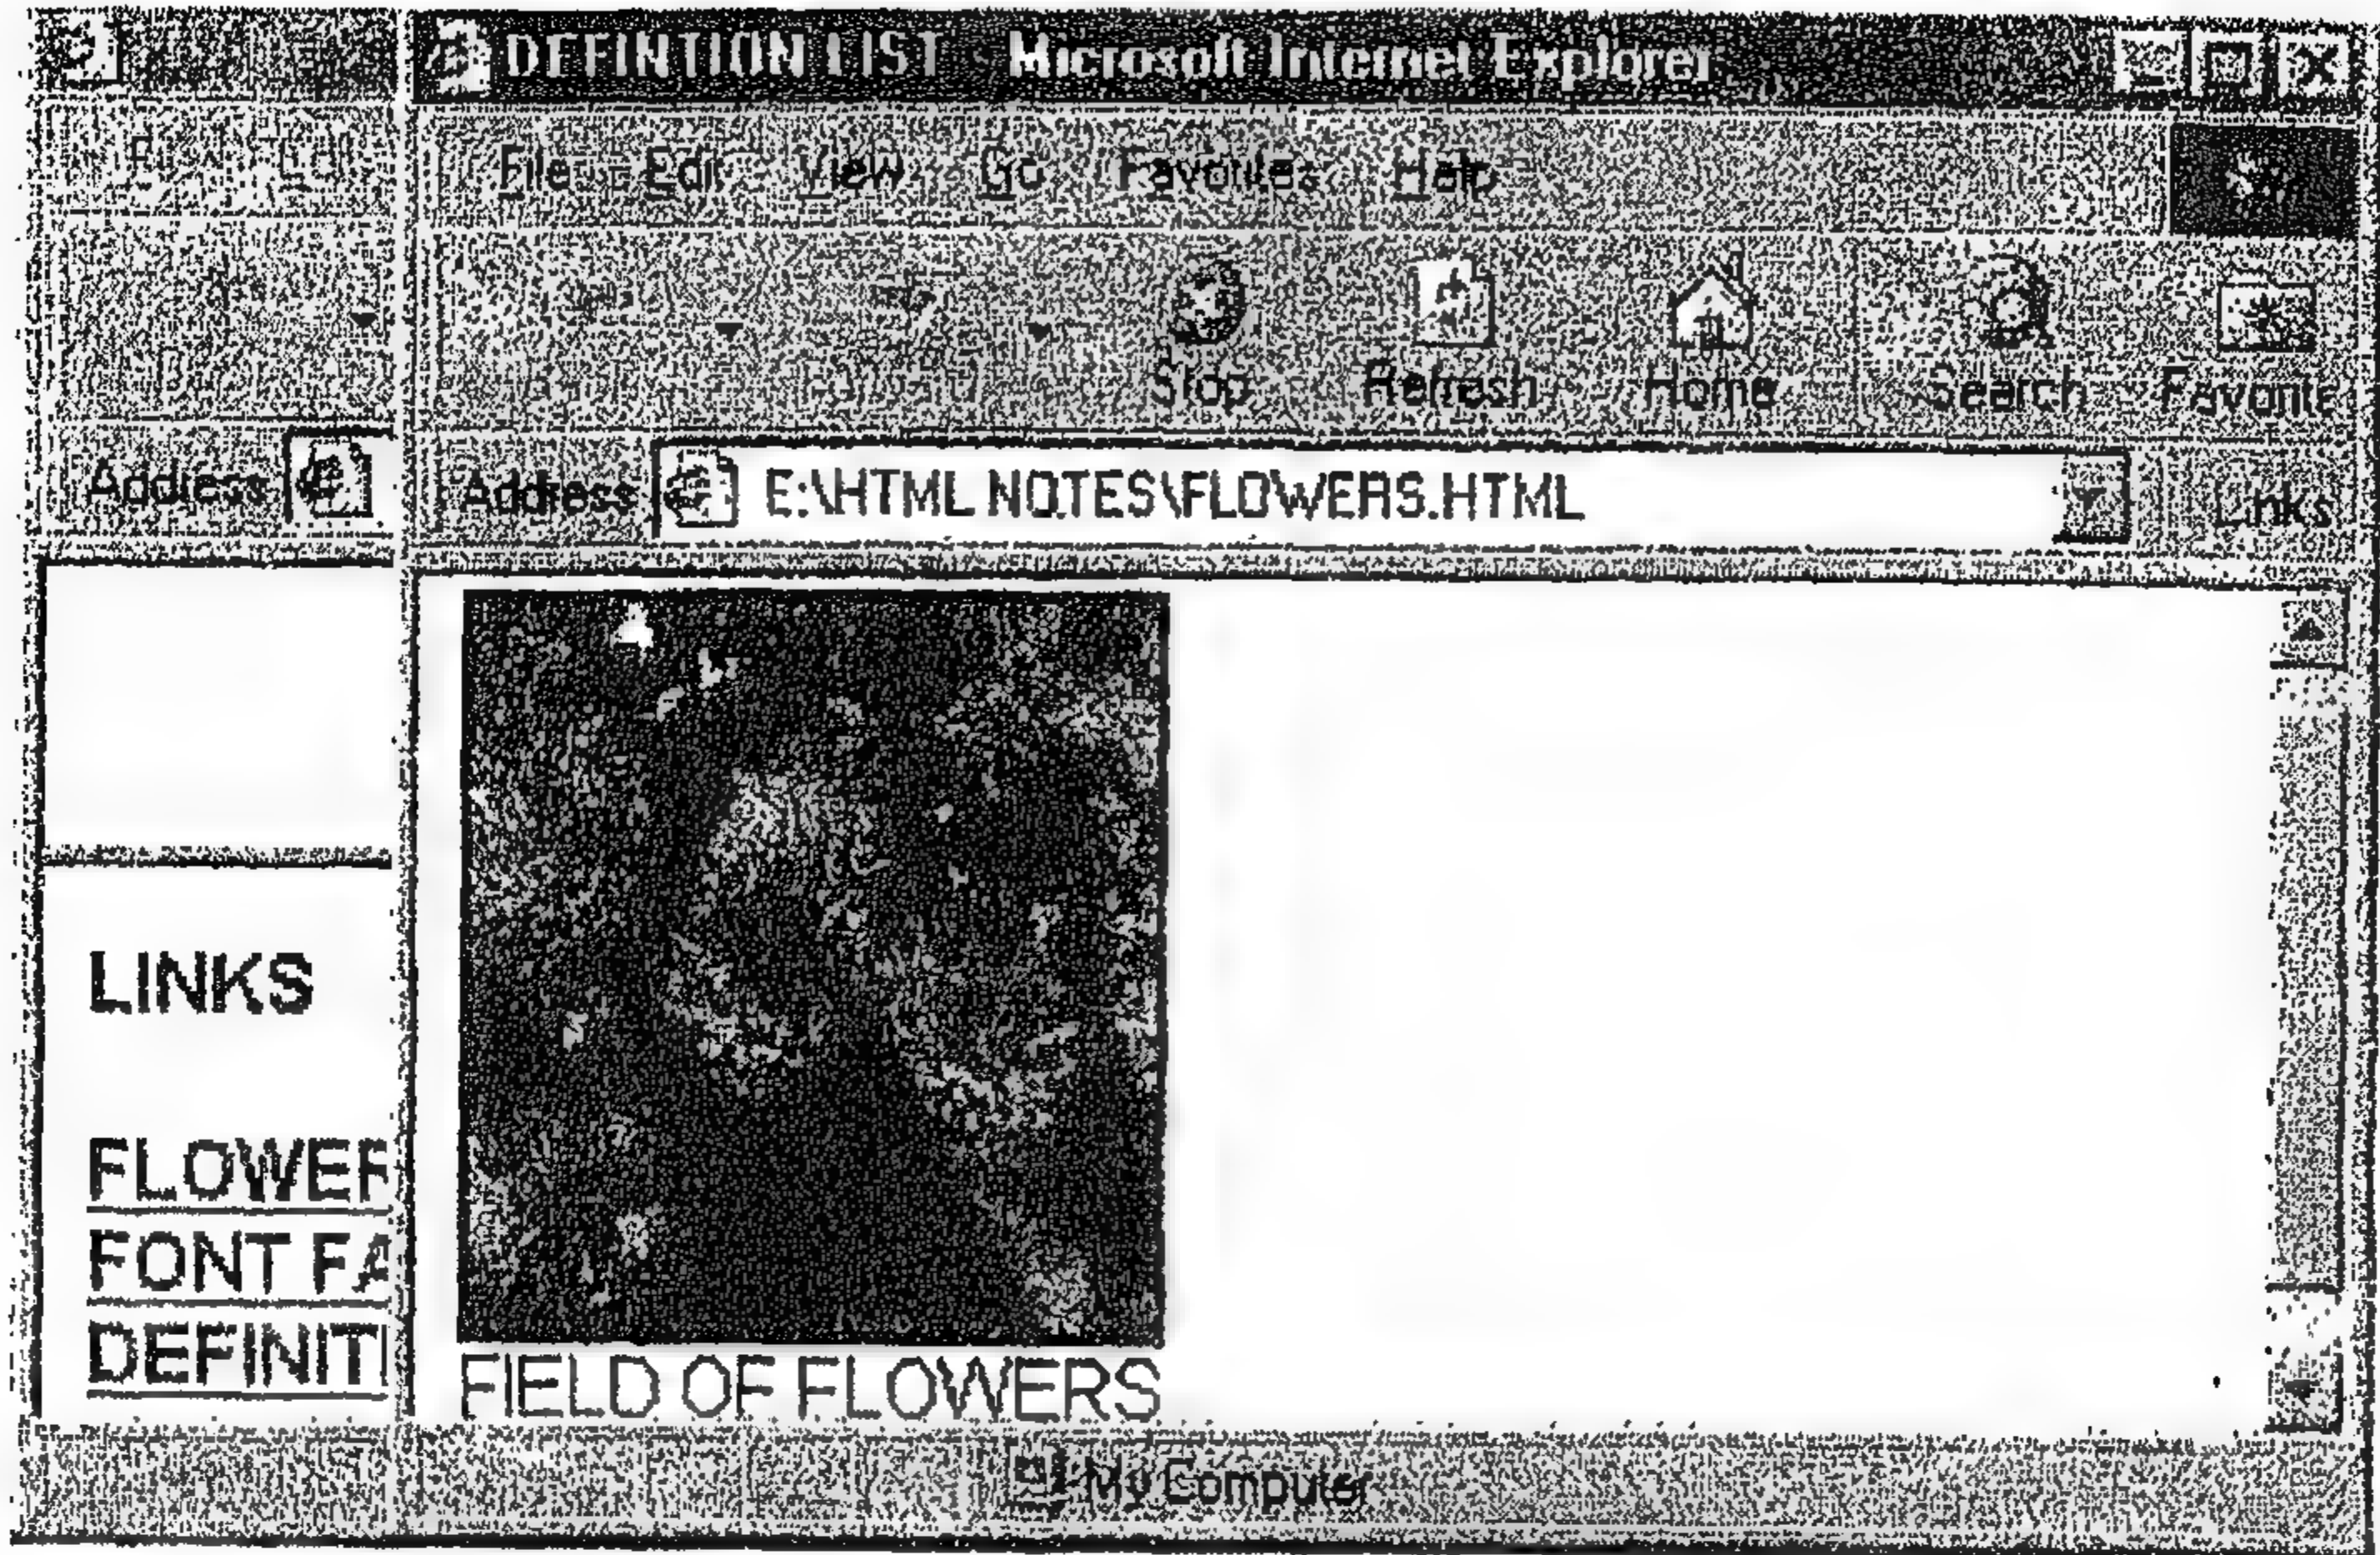 DEFINTION LIST - Microsoft Internet Explorer
File Edit View Go Favorites Help
Stop Refresh Home Search Favorite
Address
Address E:\HTML NOTES\FLOWERS.HTML Links
LINKS
FLOWER
FONT FA
DEFINITI
FIELD OF FLOWERS
My Computer